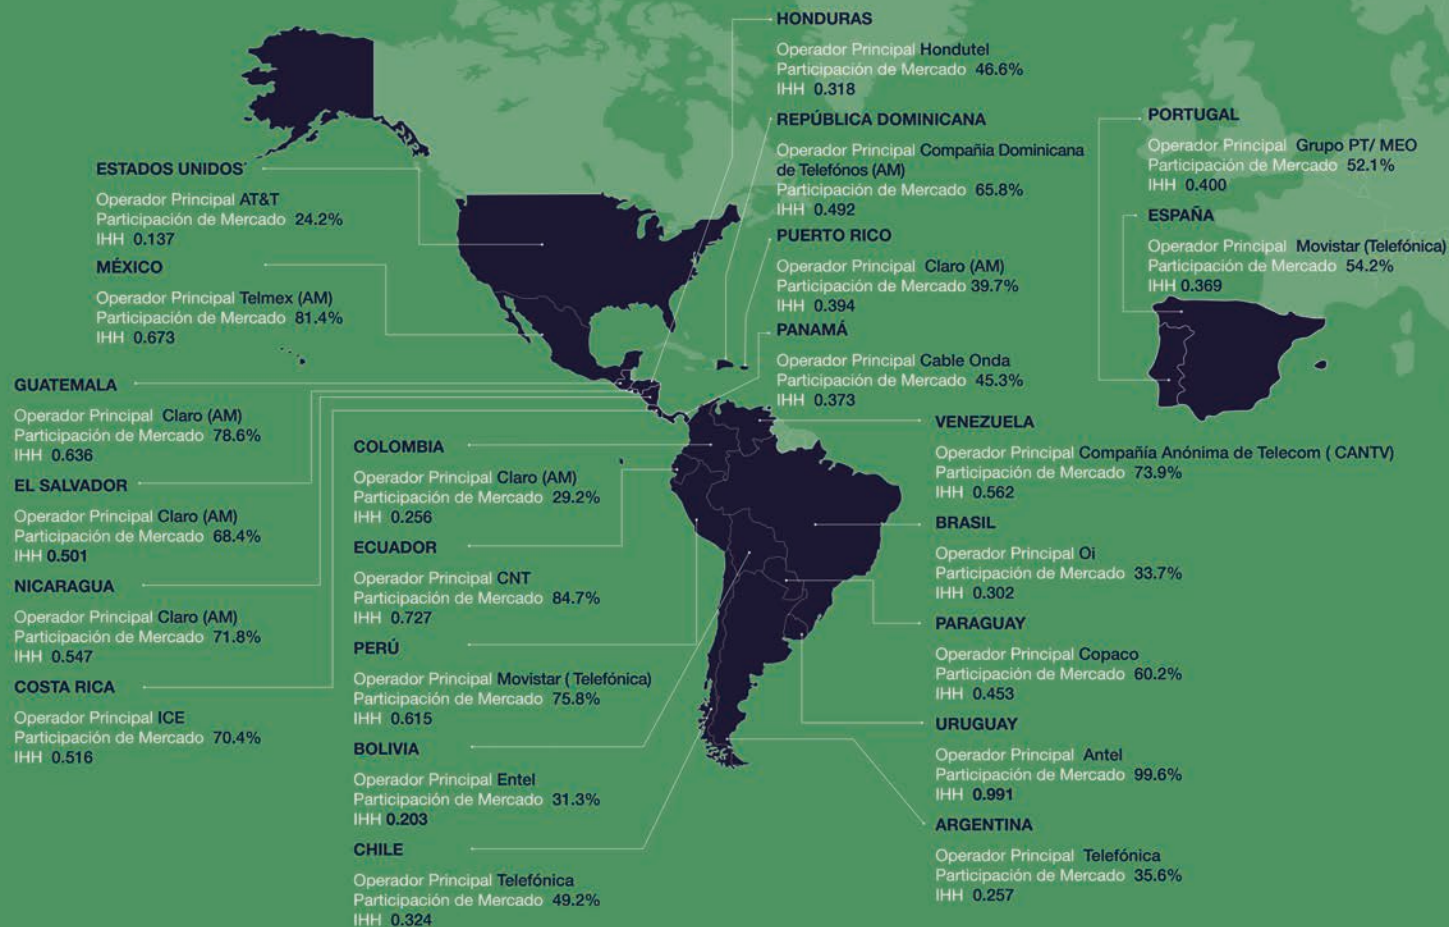 ESTADOS UNIDOS
Operador Principal AT&T
Participación de Mercado 24.2%
IHH 0.137
MÉXICO
Operador Principal Telmex (AM)
Participación de Mercado 81.4%
IHH 0.673
GUATEMALA
Operador Principal Claro (AM)
Participación de Mercado 78.6%
IHH 0.636
EL SALVADOR
Operador Principal Claro (AM)
Participación de Mercado 68.4%
IHH 0.501
NICARAGUA
Operador Principal Claro (AM)
Participación de Mercado 71.8%
IHH 0.547
COSTA RICA
Operador Principal ICE
Participación de Mercado 70.4%
IHH 0.516
COLOMBIA
Operador Principal Claro (AM)
Participación de Mercado 29.2%
IHH 0.256
ECUADOR
Operador Principal CNT
Participación de Mercado 84.7%
IHH 0.727
PERÚ
Operador Principal Movistar ( Telefónica)
Participación de Mercado 75.8%
IHH 0.615
BOLIVIA
Operador Principal Entel
Participación de Mercado 31.3%
IHH 0.203
CHILE
Operador Principal Telefónica
Participación de Mercado 49.2%
IHH 0.324
HONDURAS
Operador Principal Hondutel
Participación de Mercado 46.6%
IHH 0.318
REPÚBLICA DOMINICANA
Operador Principal Compañia Dominicana
de Telefónos (AM)
Participación de Mercado 65.8%
IHH 0.492
PUERTO RICO
Operador Principal Claro (AM)
Participación de Mercado 39.7%
IHH 0.394
PANAMÁ
Operador Principal Cable Onda
Participación de Mercado 45.3%
IHH 0.373
VENEZUELA
Operador Principal Compañía Anónima de Telecom ( CANTV)
Participación de Mercado 73.9%
IHH 0.562
BRASIL
Operador Principal Oi
Participación de Mercado 33.7%
IHH 0.302
PARAGUAY
Operador Principal Copaco
Participación de Mercado 60.2%
IHH 0.453
URUGUAY
Operador Principal Antel
Participación de Mercado 99.6%
IHH 0.991
ARGENTINA
Operador Principal Telefónica
Participación de Mercado 35.6%
IHH 0.257
PORTUGAL
Operador Principal Grupo PT/ MEO
Participación de Mercado 52.1%
IHH 0.400
ESPAÑA
Operador Principal Movistar (Telefónica)
Participación de Mercado 54.2%
IHH 0.369